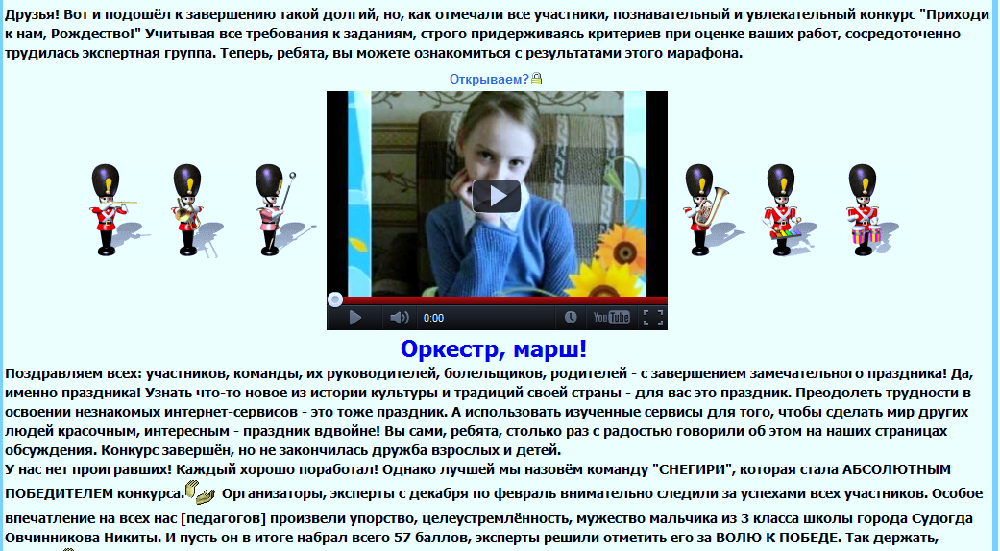 Друзья! Вот и подошёл к завершению такой долгий, но, как отмечали все участники, познавательный и увлекательный конкурс "Приходи
к нам, Рождество!" Учитывая все требования к заданиям, строго придерживаясь критериев при оценке ваших работ, сосредоточенно
трудилась экспертная группа. Теперь, ребята, вы можете ознакомиться с результатами этого марафона.
Открываем?
0:00
YouTube
Оркестр, марш!
Поздравляем всех: участников, команды, их руководителей, болельщиков, родителей - с завершением замечательного праздника! Да,
именно праздника! Узнать что-то новое из истории культуры и традиций своей страны - для вас это праздник. Преодолеть трудности в
освоении незнакомых интернет-сервисов - это тоже праздник. А использовать изученные сервисы для того, чтобы сделать мир других
людей красочным, интересным - праздник вдвойне! Вы сами, ребята, столько раз с радостью говорили об этом на наших страницах
обсуждения. Конкурс завершён, но не закончилась дружба взрослых и детей.
У нас нет проигравших! Каждый хорошо поработал! Однако лучшей мы назовём команду "СНЕГИРИ", которая стала АБСОЛЮТНЫМ
ПОБЕДИТЕЛЕМ конкурса. Организаторы, эксперты с декабря по февраль внимательно следили за успехами всех участников. Особое
впечатление на всех нас [педагогов] произвели упорство, целеустремлённость, мужество мальчика из 3 класса школы города Судогда
Овчинникова Никиты. И пусть он в итоге набрал всего 57 баллов, эксперты решили отметить его за ВОЛЮ К ПОБЕДЕ. Так держать,